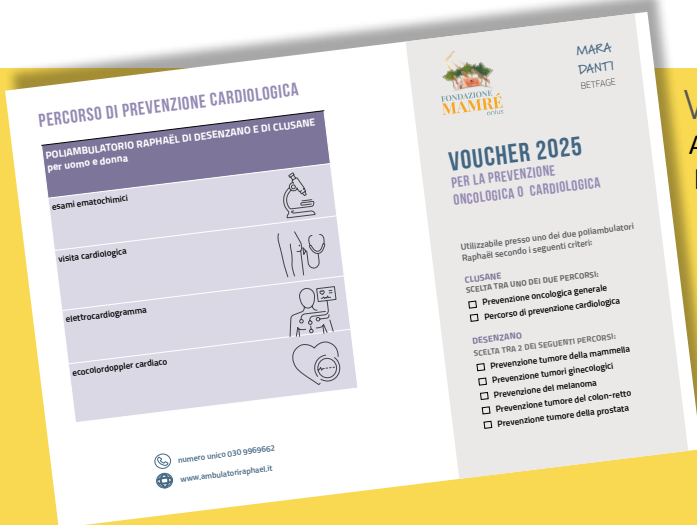 PERCORSO DI PREVENZIONE CARDIOLOGICA
POLIAMBULATORIO RAPHAËL DI DESENZANO E DI CLUSANE
per uomo e donna
esami ematochimici
visita cardiologica
elettrocardiogramma
ecocolordoppler cardiaco
numero unico 030 9969662
www.ambulatoriraphael.it
FONDAZIONE
MAMRÉ
onlus
MARA
DANTI
BETFAGE
VOUCHER 2025
PER LA PREVENZIONE
ONCOLOGICA O CARDIOLOGICA
Utilizzabile presso uno dei due poliambulatori
Raphaël secondo i seguenti criteri:
CLUSANE
SCELTA TRA UNO DEI DUE PERCORSI:
Prevenzione oncologica generale
Percorso di prevenzione cardiologica
DESENZANO
SCELTA TRA 2 DEI SEGUENTI PERCORSI:
Prevenzione tumore della mammella
Prevenzione tumori ginecologici
Prevenzione del melanoma
Prevenzione tumore del colon-retto
Prevenzione tumore della prostata